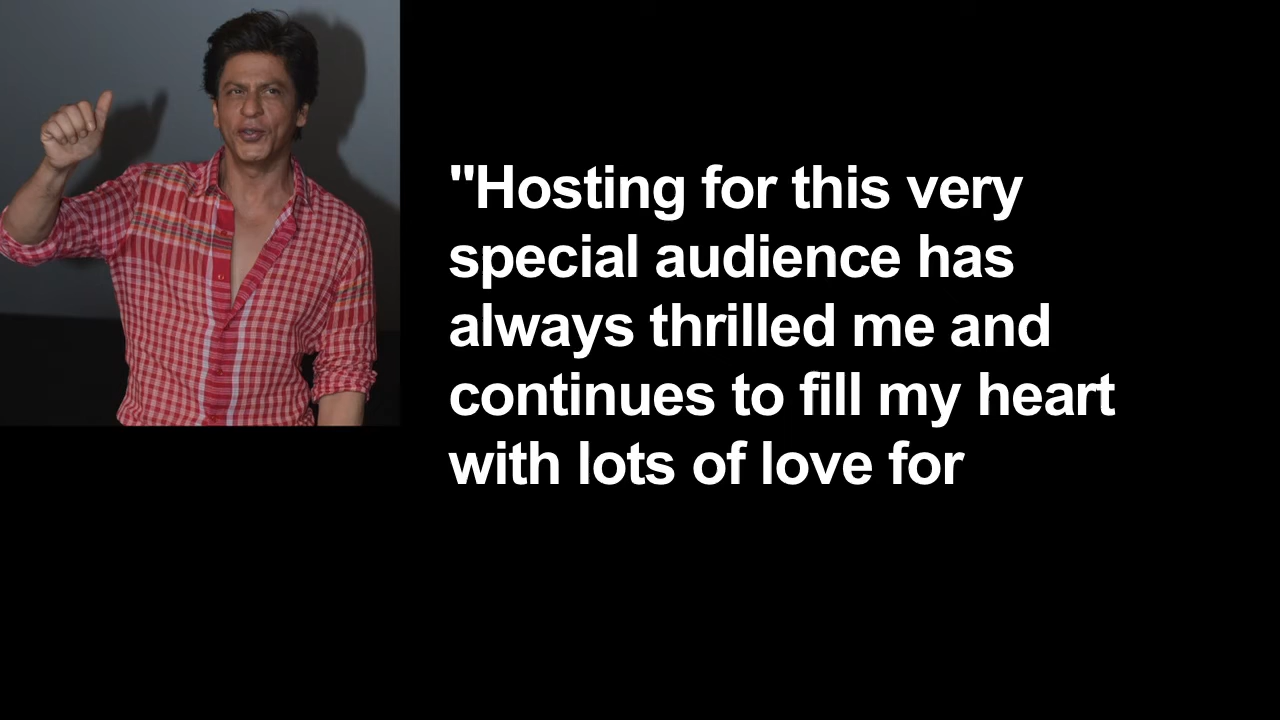 "Hosting for this very
special audience has
always thrilled me and
continues to fill my heart
with lots of love for